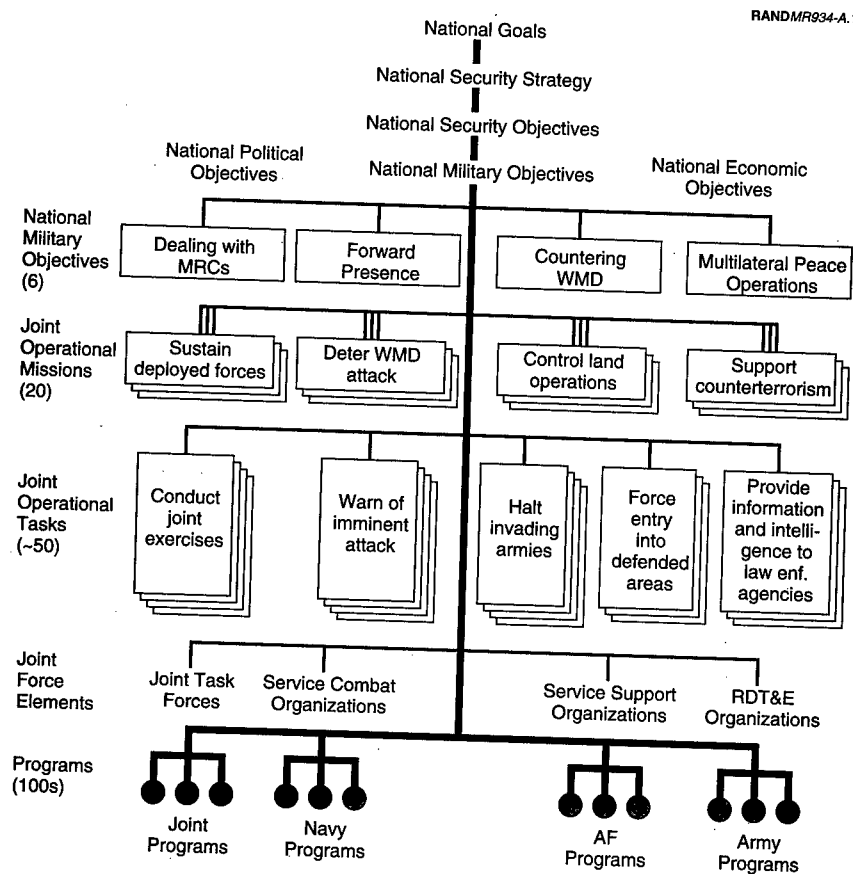 RANDMR934-A.
National Goals
National Security Strategy
National Security Objectives
National Political
Objectives
National Military Objectives
National Economic
Objectives
National
Military
Objectives
(6)
Dealing with
MRCs
Forward
Presence
Countering
WMD
Multilateral Peace
Operations
Joint
Operational
Missions
(20)
Sustain
deployed forces
Deter WMD
attack
Control land
operations
Support
counterterrorism
Joint
Operational
Tasks
(~50)
Conduct
joint
exercises
Warn of
imminent
attack
Halt
invading
armies
Force
entry
into
defended
areas
Provide
information
and intelli-
gence to
law enf.
agencies
Joint
Force
Elements
Joint Task
Forces
Service Combat
Organizations
Service Support
Organizations
RDT&E
Organizations
Programs
(100s)
Joint
Programs
Navy
Programs
AF
Programs
Army
Programs